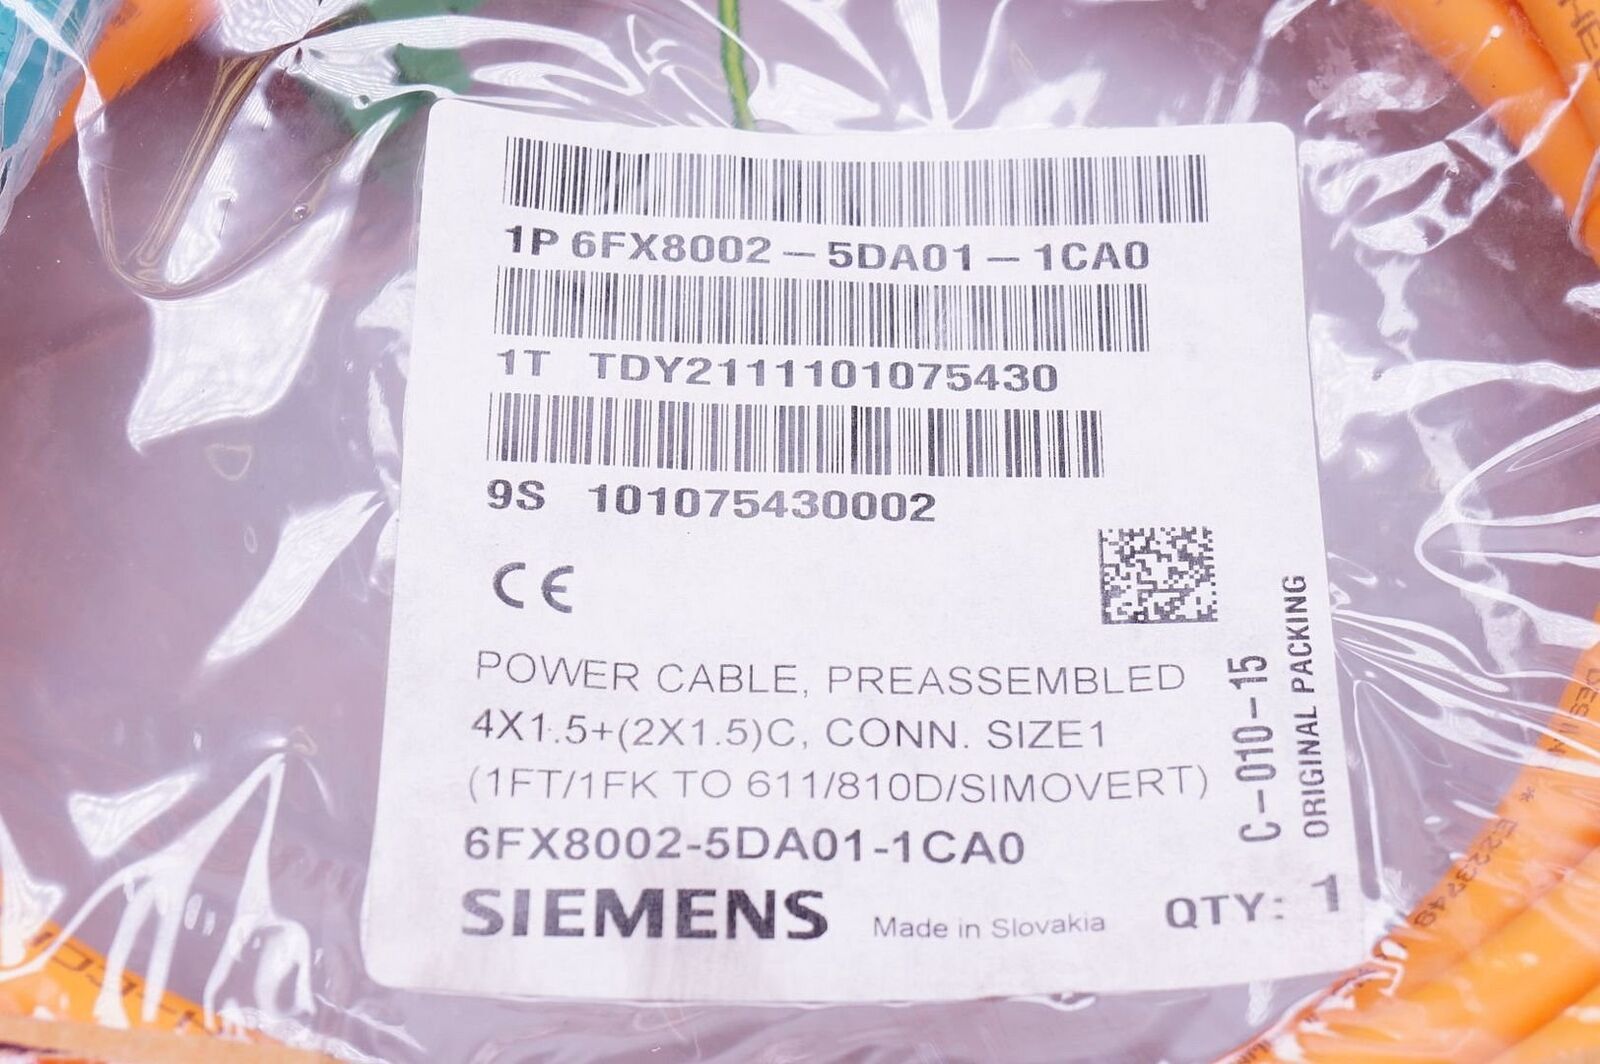 1P 6FX8002-5DA01-1CA0
1T TDY2111101075430
9S 101075430002
CE
POWER CABLE, PREASSEMBLED
4X1.5+(2X1.5)C, CONN. SIZE1
(1FT/1FK TO 611/810D/SIMOVERT)
6FX8002-5DA01-1CA0
SIEMENS
Made in Slovakia
QTY: 1
C-010-15
ORIGINAL PACKING
E223748